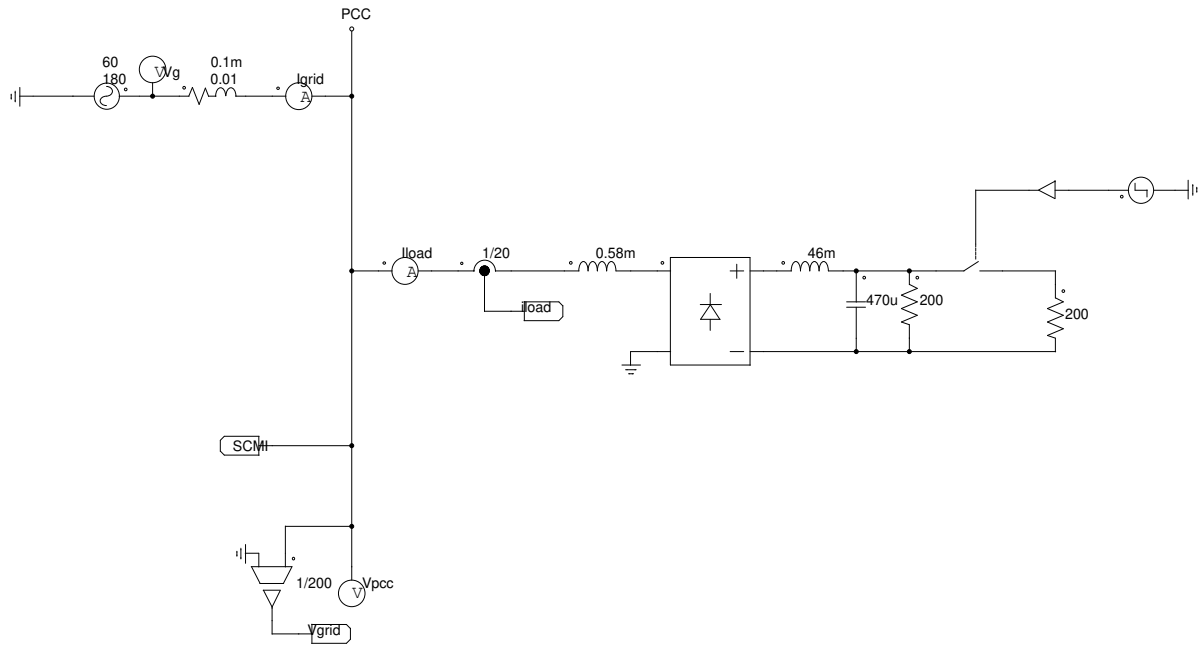 PCC
60
180
Vg
0.1m
0.01
Igrid
A
V
Iload
A
1/20
iload
0.58m
46m
470u
200
200
SCMI
1/200
Vpcc
V
Vgrid